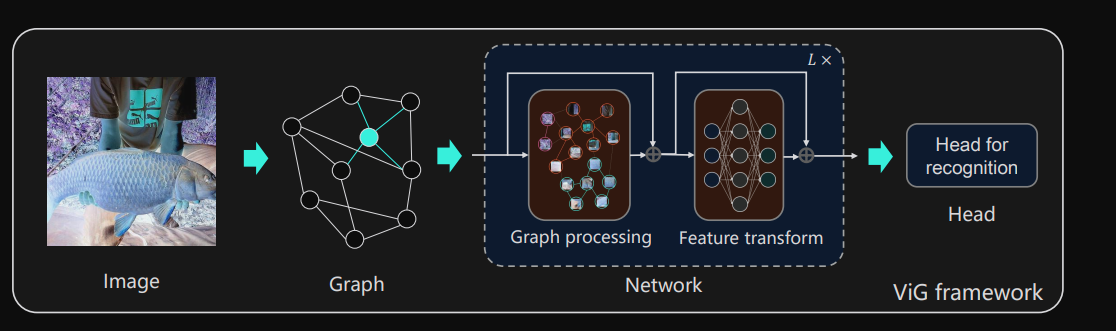 L ×
Head for
recognition
Graph processing
Feature transform
Head
Image
Graph
Network
ViG framework